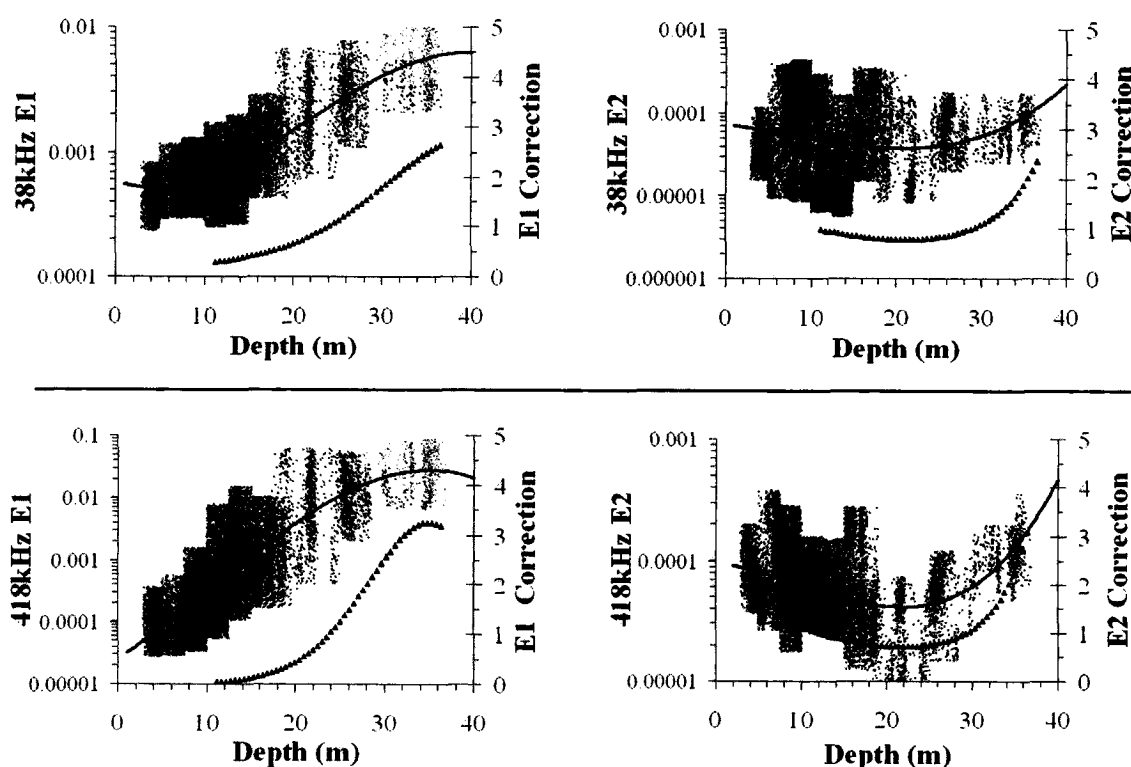 0.01
0.001
0.0001
38kHz E1
5
4
3
2
1
0
E1 Correction
0 10 20 30 40
Depth (m)
0.001
0.0001
0.00001
0.000001
38kHz E2
5
4
3
2
1
0
E2 Correction
0 10 20 30 40
Depth (m)
0.1
0.01
0.001
0.0001
0.00001
418kHz E1
5
4
3
2
1
0
E1 Correction
0 10 20 30 40
Depth (m)
0.001
0.0001
0.00001
418kHz E2
5
4
3
2
1
0
E2 Correction
0 10 20 30 40
Depth (m)